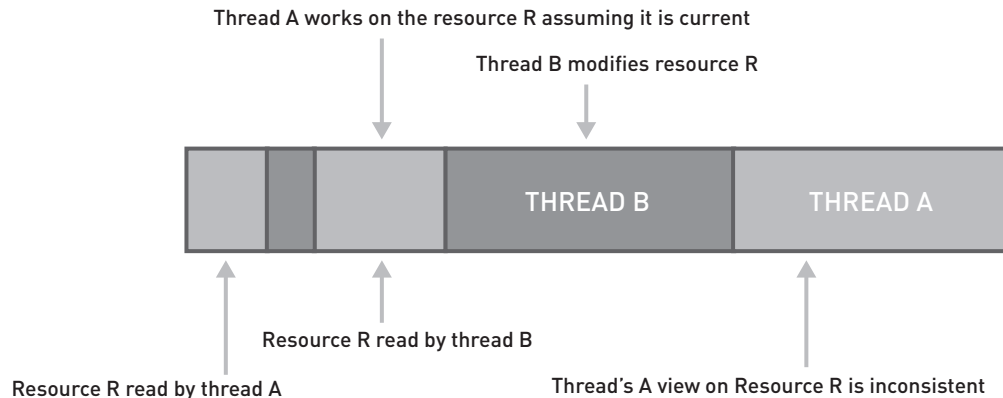 Thread A works on the resource R assuming it is current
Thread B modifies resource R
THREAD B
THREAD A
Resource R read by thread B
Resource R read by thread A
Thread's A view on Resource R is inconsistent